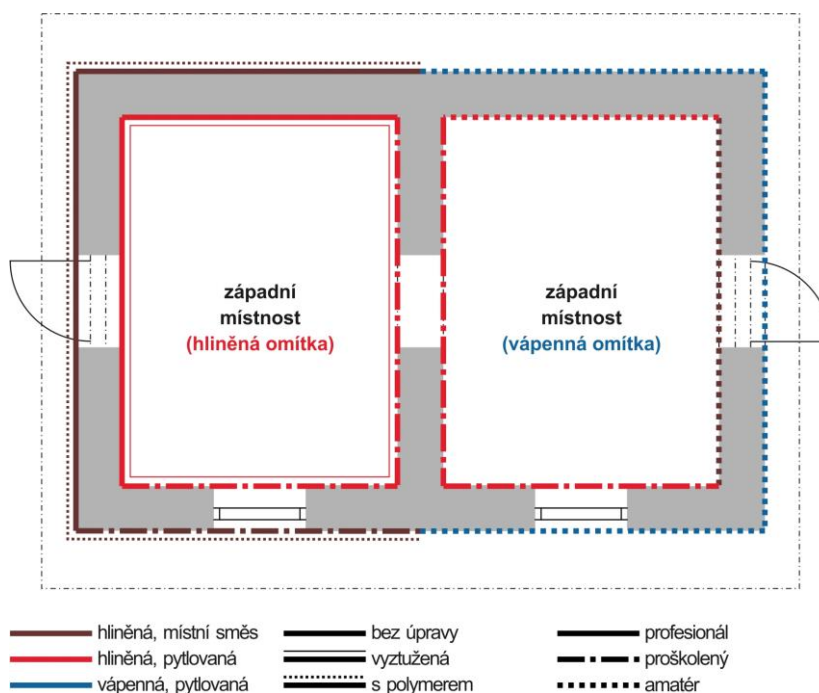 západní
místnost
(hliněná omítka)
západní
místnost
(vápenná omítka)
hliněná, místní směs
hliněná, pytlovaná
vápenná, pytlovaná
bez úpravy
vyztužená
s polymerem
profesionál
proškolený
amatér